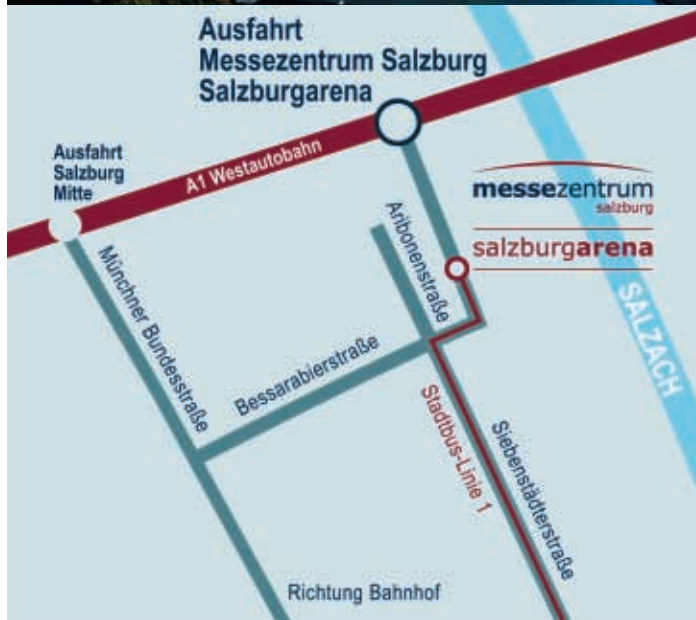 Ausfahrt
Messezentrum Salzburg
Salzburgarena
Ausfahrt
Salzburg
Mitte
A1 Westautobahn
messezentrum
salzburg
salzburgarena
Aribonenstraße
Münchner Bundesstraße
Bessarabierstraße
SALZACH
Stadtbus-Linie 1
Siebenstädterstraße
Richtung Bahnhof